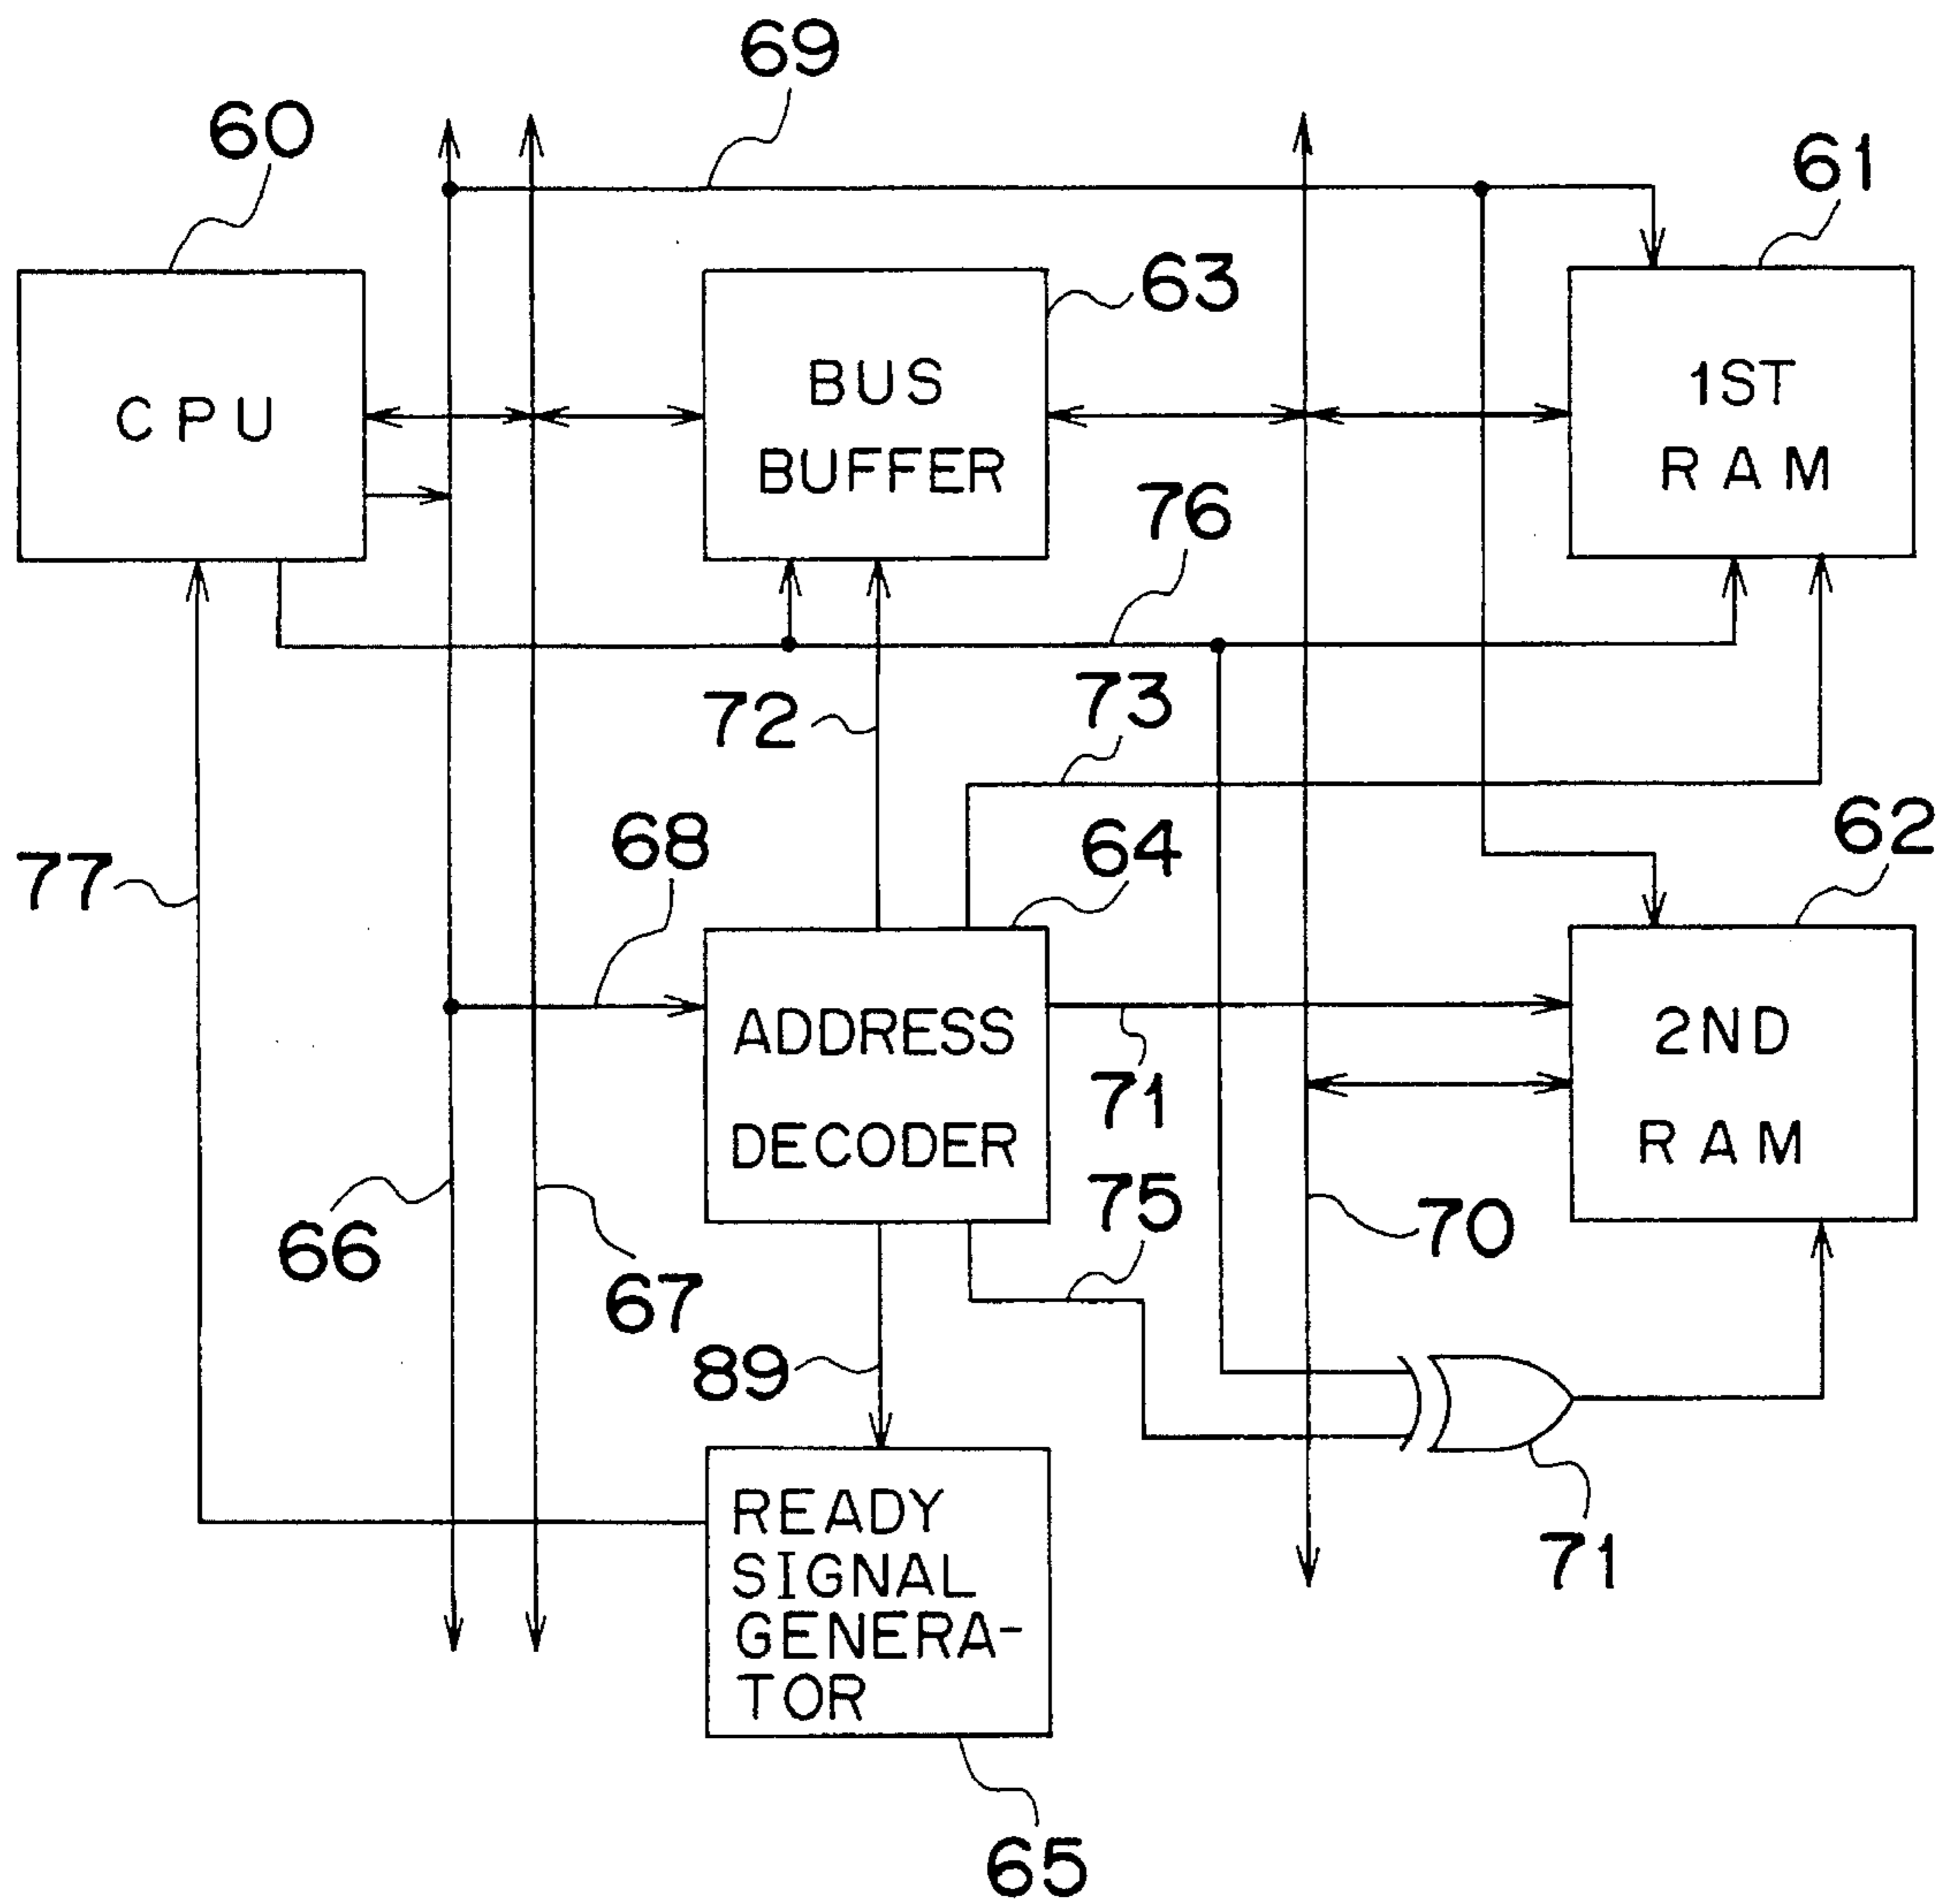 69
60
61
63
CPU
BUS
BUFFER
1ST
RAM
76
72
73
68
64
62
77
ADDRESS
DECODER
71
2ND
RAM
75
66
67
70
89
READY
SIGNAL
GENERA-
TOR
71
65